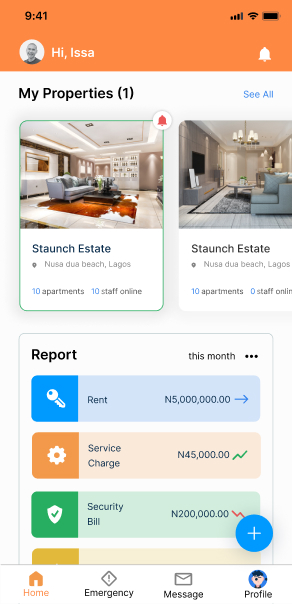 9:41
Hi, Issa
My Properties (1)
See All
Staunch Estate
Nusa dua beach, Lagos
10 apartments 10 staff online
Staunch Estate
Nusa dua beach, Lagos
10 apartments 0 staff online
Report
this month
Rent
N5,000,000.00
Service
Charge
N45,000.00
Security
Bill
N200,000.00
Home
Emergency
Message
Profile